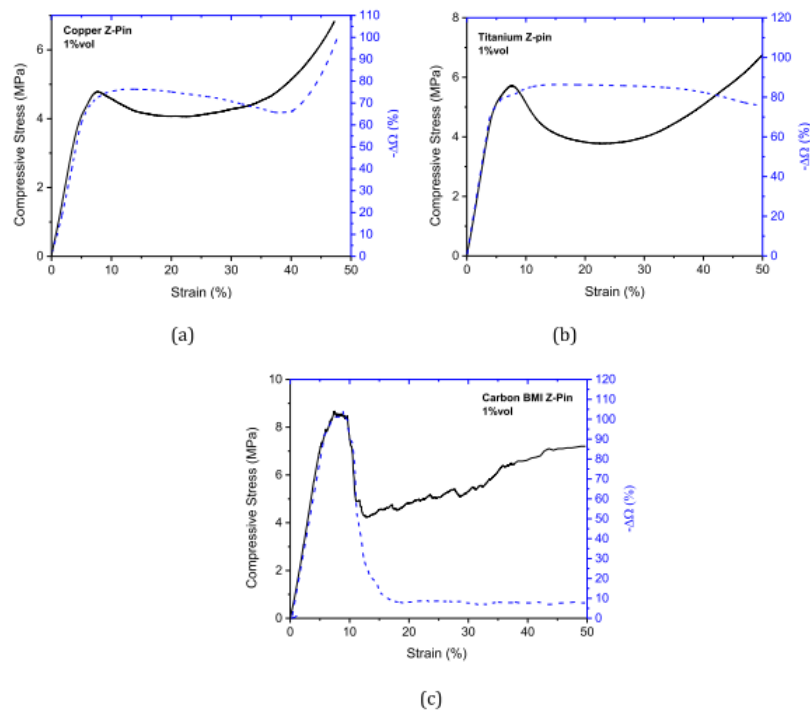 Copper Z-Pin
1%vol
Compressive Stress (MPa)
0
2
4
6
-ΔΩ (%)
0
10
20
30
40
50
60
70
80
90
100
110
0 10 20 30 40 50
Strain (%)
(a)
Titanium Z-pin
1%vol
Compressive Stress (MPa)
0
2
4
6
8
-ΔΩ (%)
0
20
40
60
80
100
120
0 10 20 30 40 50
Strain (%)
(b)
Carbon BMI Z-Pin
1%vol
Compressive Stress (MPa)
0
2
4
6
8
10
-ΔΩ (%)
0
10
20
30
40
50
60
70
80
90
100
110
120
0 10 20 30 40 50
Strain (%)
(c)